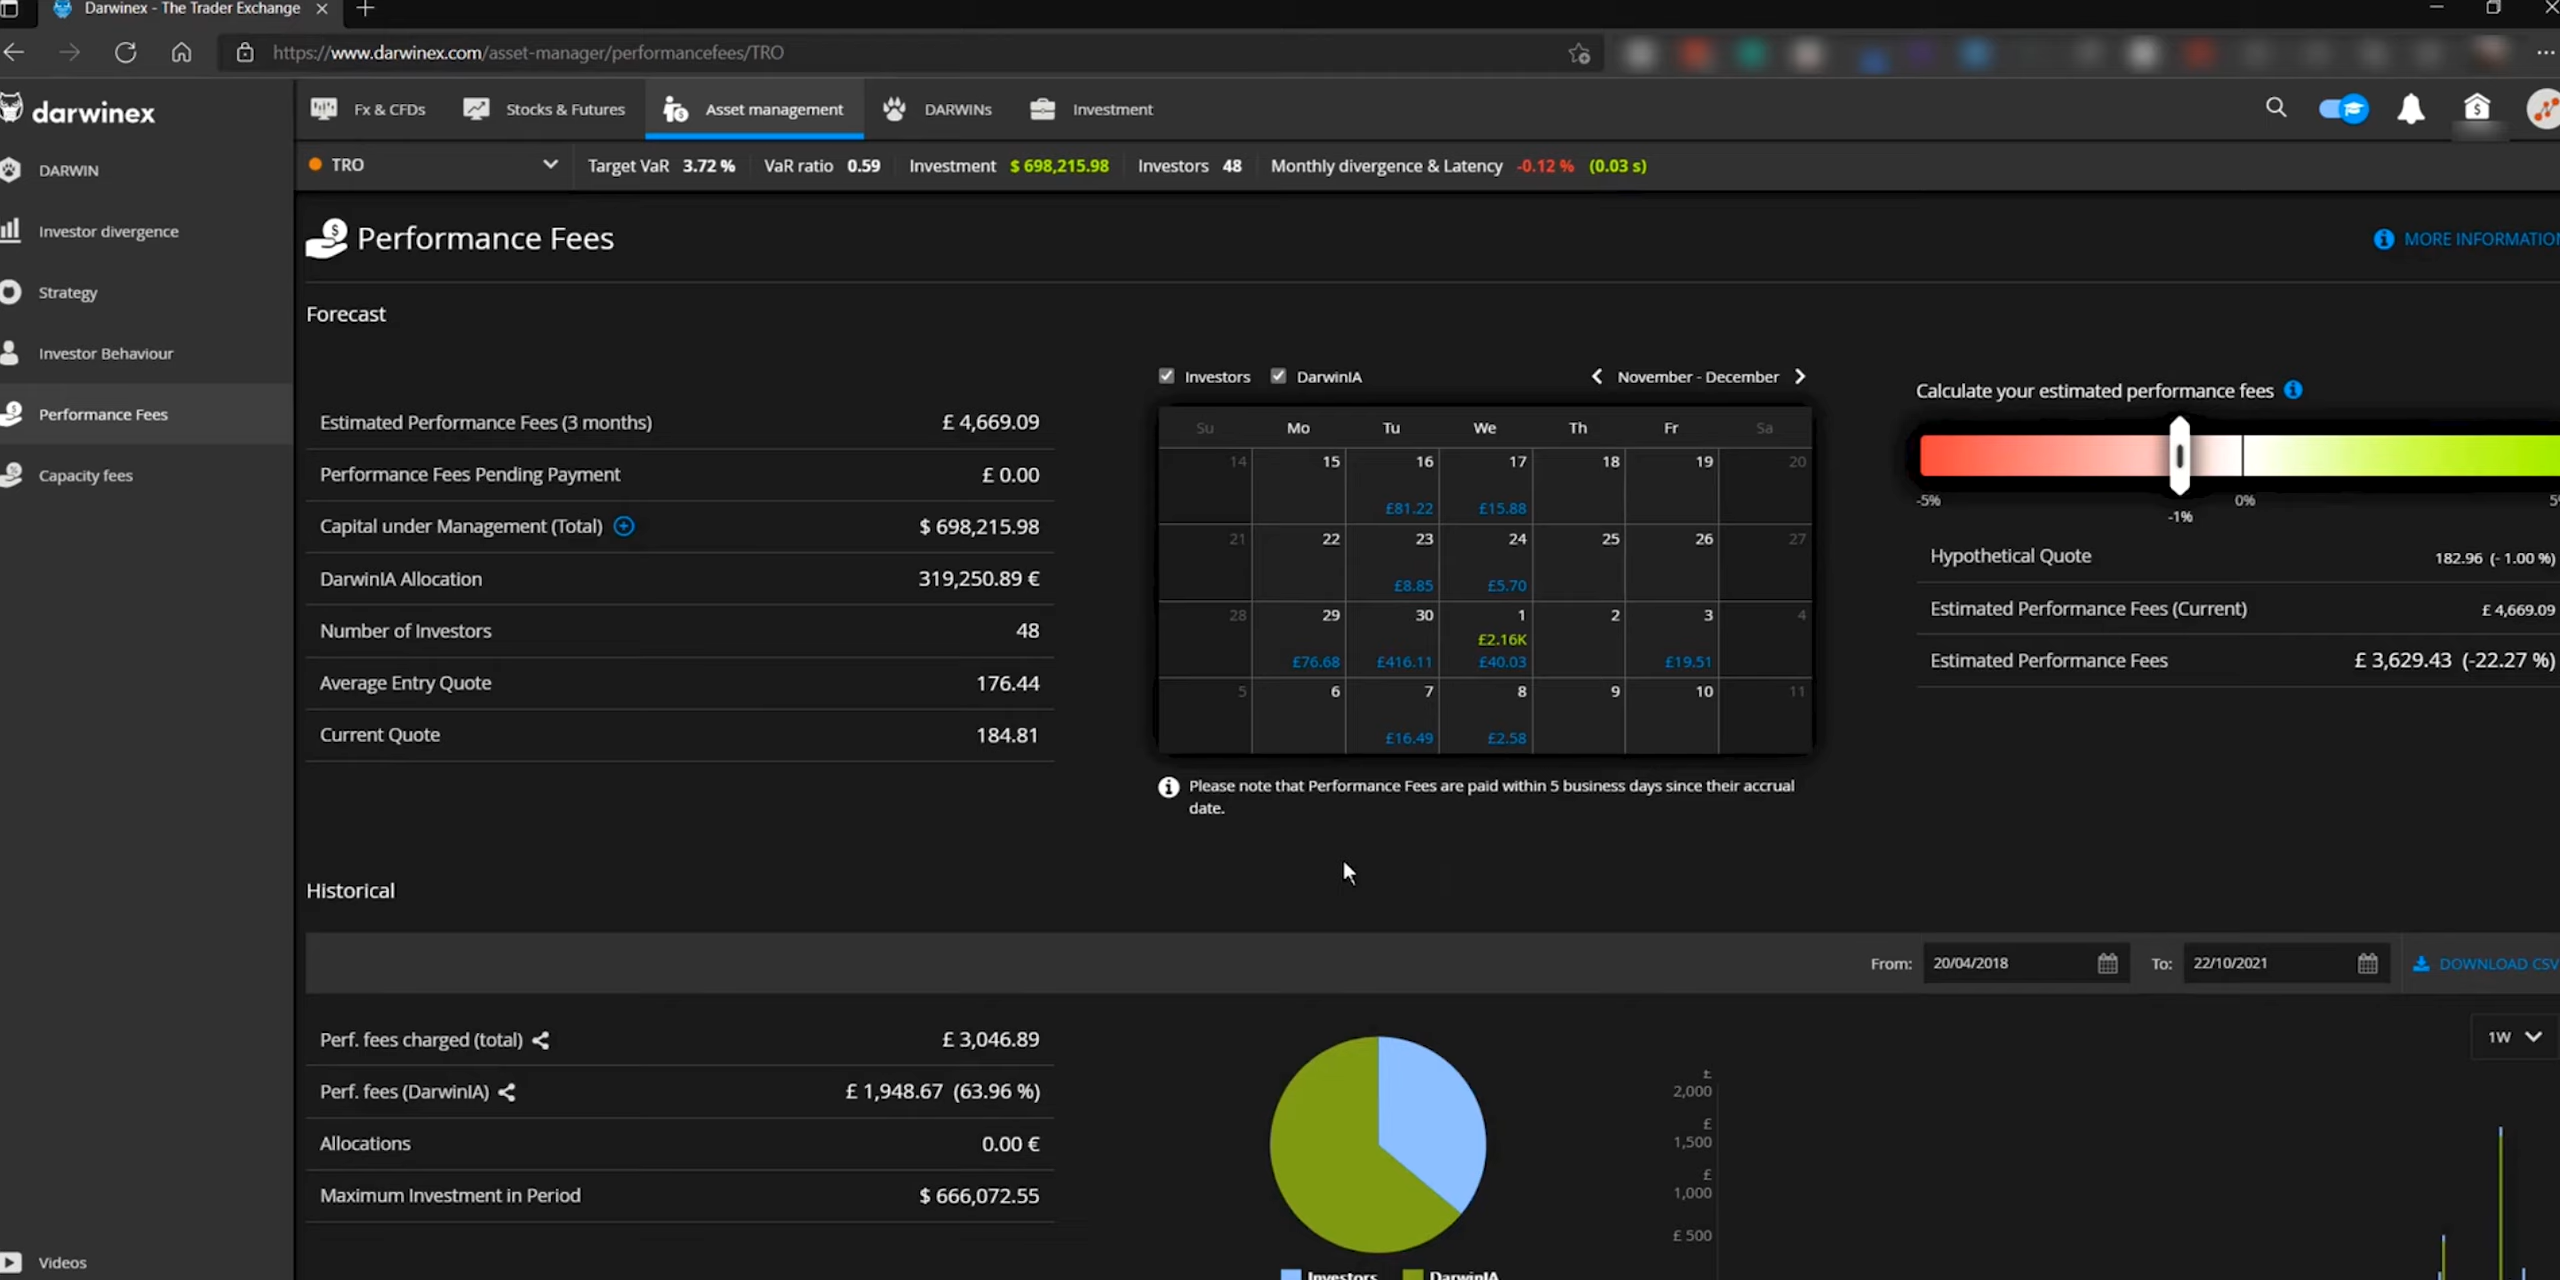 Darwinex - The Trader Exchange
https://www.darwinex.com/asset-manager/performancefees/TRO
darwinex
Fx & CFDs
Stocks & Futures
Asset management
DARWINs
Investment
TRO
Target VaR 3.72 %
VaR ratio 0.59
Investment $ 698,215.98
Investors 48
Monthly divergence & Latency -0.12 % (0.03 s)
DARWIN
Investor divergence
Strategy
Investor Behaviour
Performance Fees
Capacity fees
Videos
Performance Fees
MORE INFORMATION
Forecast
Estimated Performance Fees (3 months) £ 4,669.09
Performance Fees Pending Payment £ 0.00
Capital under Management (Total) $ 698,215.98
DarwinIA Allocation 319,250.89 €
Number of Investors 48
Average Entry Quote 176.44
Current Quote 184.81
Investors DarwinIA November - December
Su Mo Tu We Th Fr Sa
14 15 16 17 18 19 20
£81.22 £15.88
21 22 23 24 25 26 27
£8.85 £5.70
28 29 30 1 2 3 4
£2.16K
£76.68 £416.11 £40.03 £19.51
5 6 7 8 9 10 11
£16.49 £2.58
Please note that Performance Fees are paid within 5 business days since their accrual
date.
Calculate your estimated performance fees
-5% 0% 5
-1%
Hypothetical Quote 182.96 (- 1.00 %)
Estimated Performance Fees (Current) £ 4,669.09
Estimated Performance Fees £ 3,629.43 (-22.27 %)
Historical
From: 20/04/2018 To: 22/10/2021 DOWNLOAD CSV
Perf. fees charged (total) £ 3,046.89
Perf. fees (DarwinIA) £ 1,948.67 (63.96 %)
Allocations 0.00 €
Maximum Investment in Period $ 666,072.55
Investors DarwinIA
1W
£
2,000
£
1,500
£
1,000
£ 500